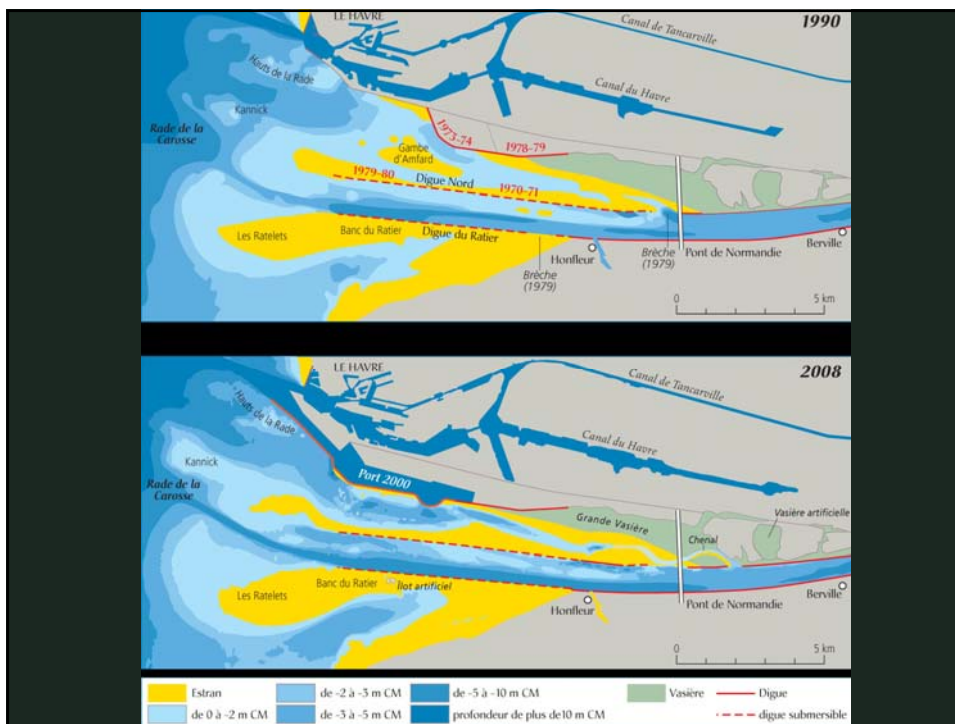 1990
LE HAVRE
Canal de Tancarville
Hauts de la Rade
Canal du Havre
Kannick
Rade de la
Carosse
1973-74
1978-79
Gambe
d'Amfard
1979-80
Digue Nord
1970-71
Les Ratelets
Banc du Ratier
Digue du Ratier
Honfleur
Brèche
(1979)
Brèche
(1979)
Pont de Normandie
Berville
0
5 km
2008
LE HAVRE
Canal de Tancarville
Hauts de la Rade
Canal du Havre
Kannick
Port 2000
Rade de la
Carosse
Grande Vasière
Vasière artificielle
Chenal
Banc du Ratier
Îlot artificiel
Les Ratelets
Honfleur
Pont de Normandie
Berville
0
5 km
Estran
de -2 à -3 m CM
de -5 à -10 m CM
Vasière
Digue
de 0 à -2 m CM
de -3 à -5 m CM
profondeur de plus de10 m CM
digue submersible